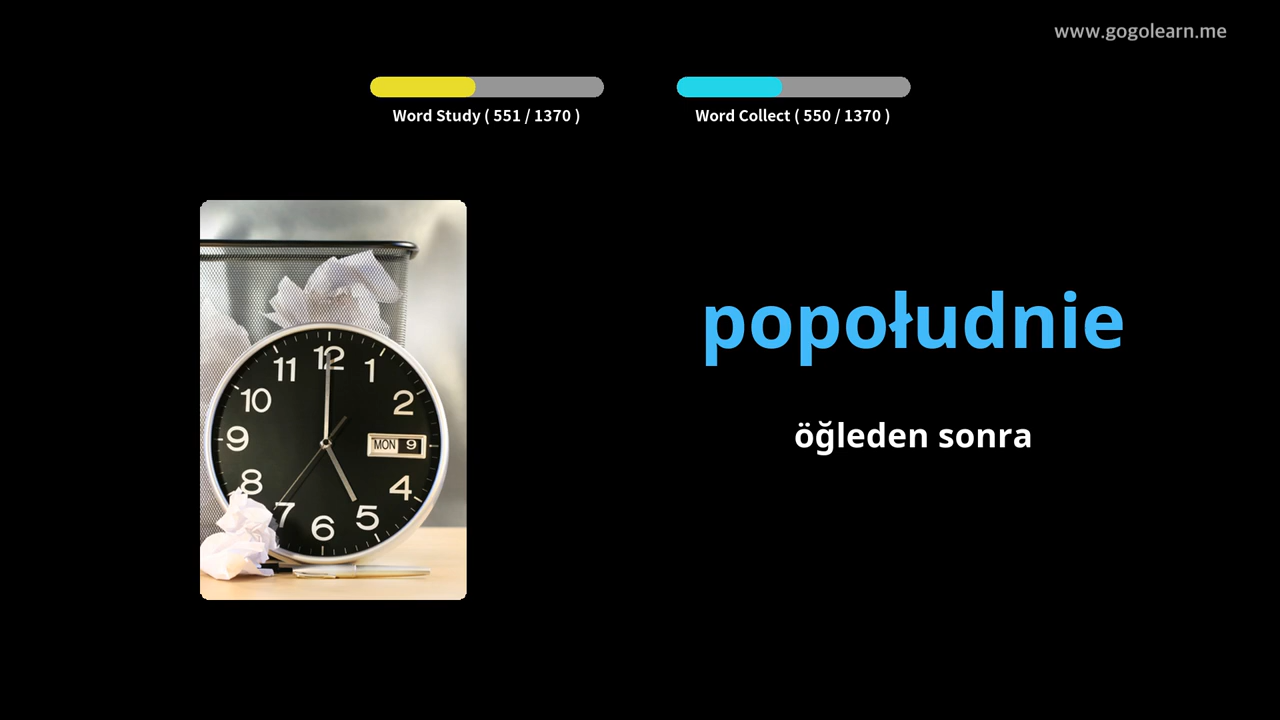 www.gogolearn.me
Word Study ( 551 / 1370 )
Word Collect ( 550 / 1370 )
12
11
1
10
2
9
MON 9
8
4
7
5
6
popołudnie
öğleden sonra